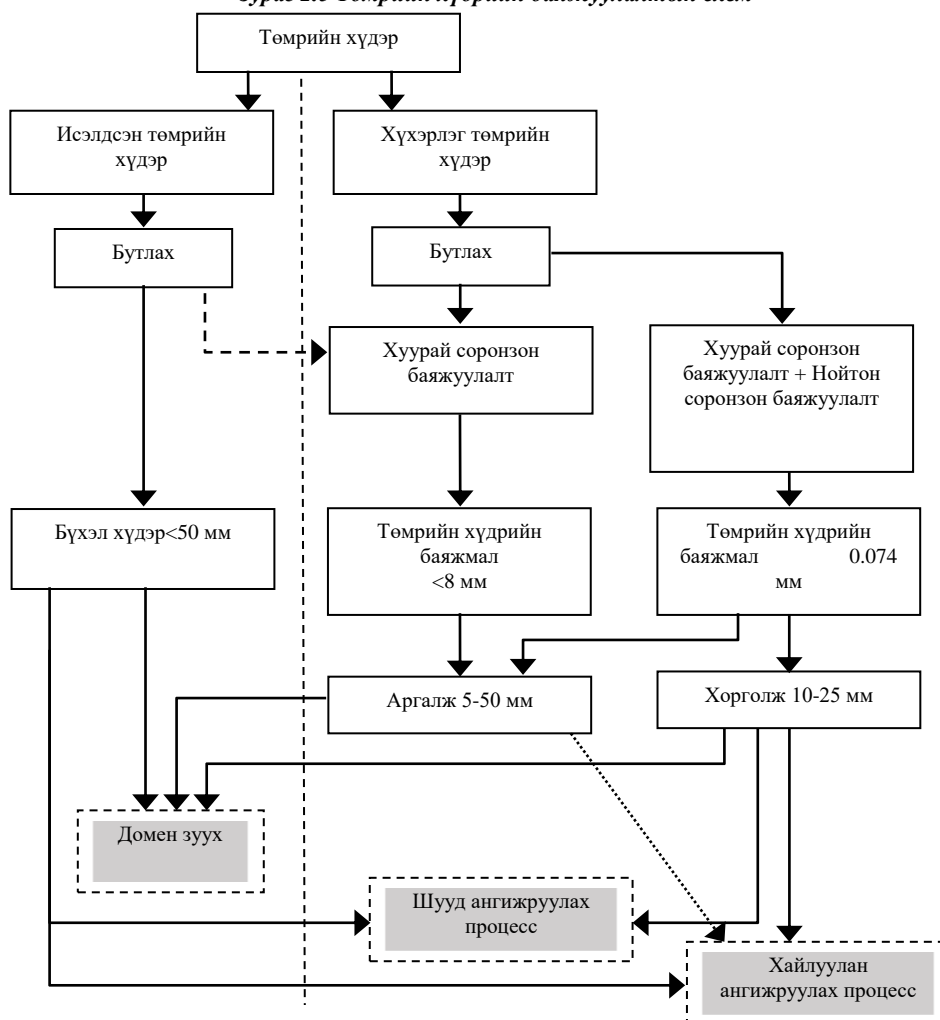 Төмрийн хүдэр
Исэлдсэн төмрийн
хүдэр
Хүхэрлэг төмрийн
хүдэр
Бутлах
Бутлах
Хуурай соронзон
баяжуулалт
Хуурай соронзон
баяжуулалт + Нойтон
соронзон баяжуулалт
Бүхэл хүдэр<50 мм
Төмрийн хүдрийн
баяжмал
<8 мм
Төмрийн хүдрийн
баяжмал 0.074
мм
Аргалж 5-50 мм
Хорголж 10-25 мм
Домен зуух
Шууд ангижруулах
процесс
Хайлуулан
ангижруулах процесс